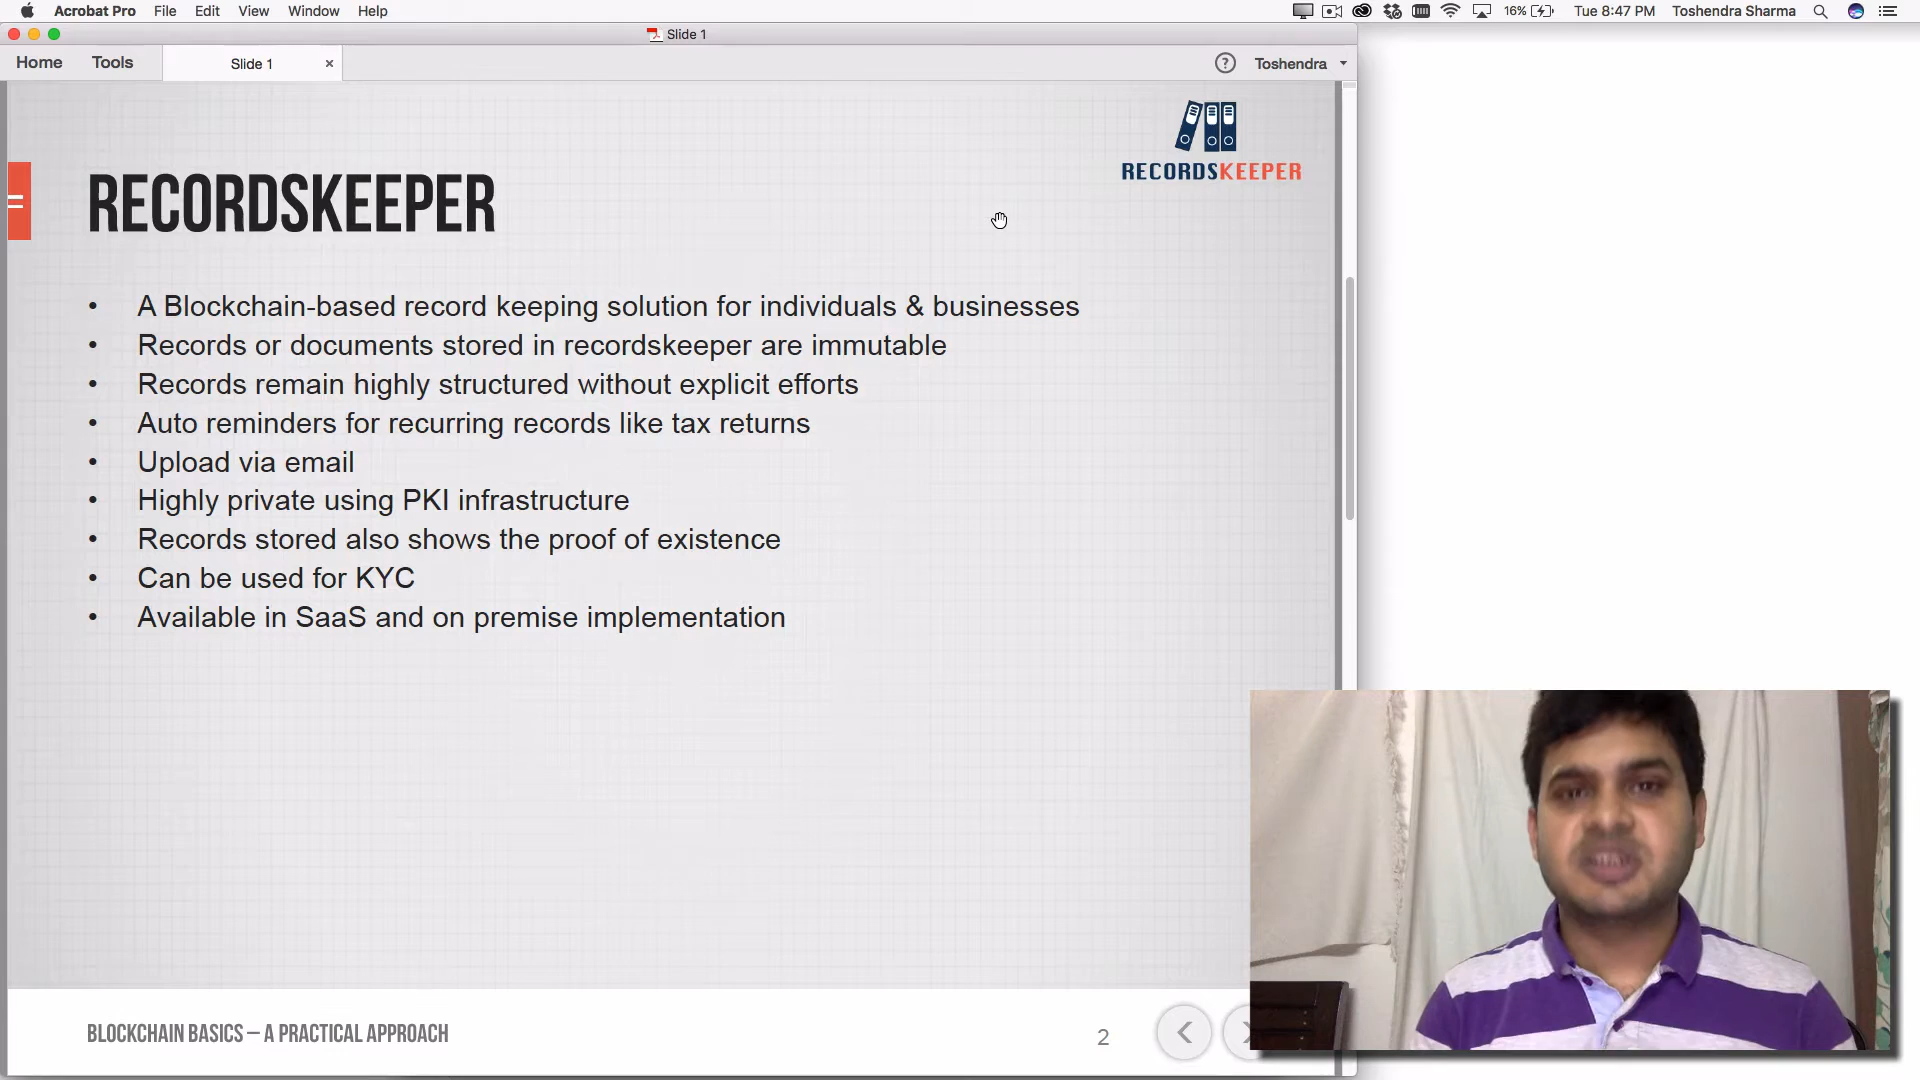 Acrobat Pro File Edit View Window Help 16% Tue 8:47 PM Toshendra Sharma
Slide 1
Home Tools Slide 1 × ? Toshendra
RECORDSKEEPER
RECORDSKEEPER
• A Blockchain-based record keeping solution for individuals & businesses
• Records or documents stored in recordskeeper are immutable
• Records remain highly structured without explicit efforts
• Auto reminders for recurring records like tax returns
• Upload via email
• Highly private using PKI infrastructure
• Records stored also shows the proof of existence
• Can be used for KYC
• Available in SaaS and on premise implementation
BLOCKCHAIN BASICS – A PRACTICAL APPROACH
2